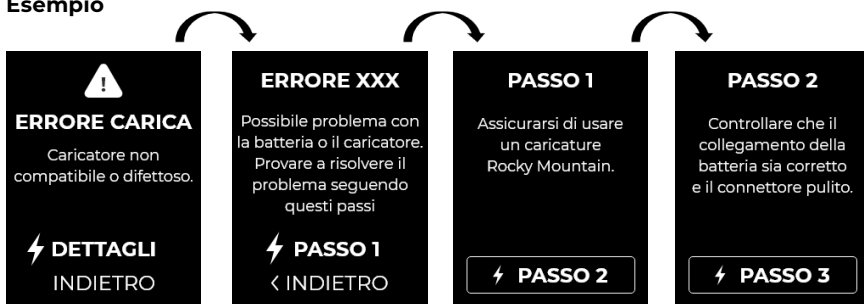 Esempio
ERRORE CARICA
Caricatore non
compatibile o difettoso.
DETTAGLI
INDIETRO
ERRORE XXX
Possibile problema con
la batteria o il caricatore.
Provare a risolvere il
problema seguendo
questi passi
PASSO 1
< INDIETRO
PASSO 1
Assicurarsi di usare
un caricature
Rocky Mountain.
PASSO 2
PASSO 2
Controllare che il
collegamento della
batteria sia corretto
e il connettore pulito.
PASSO 3